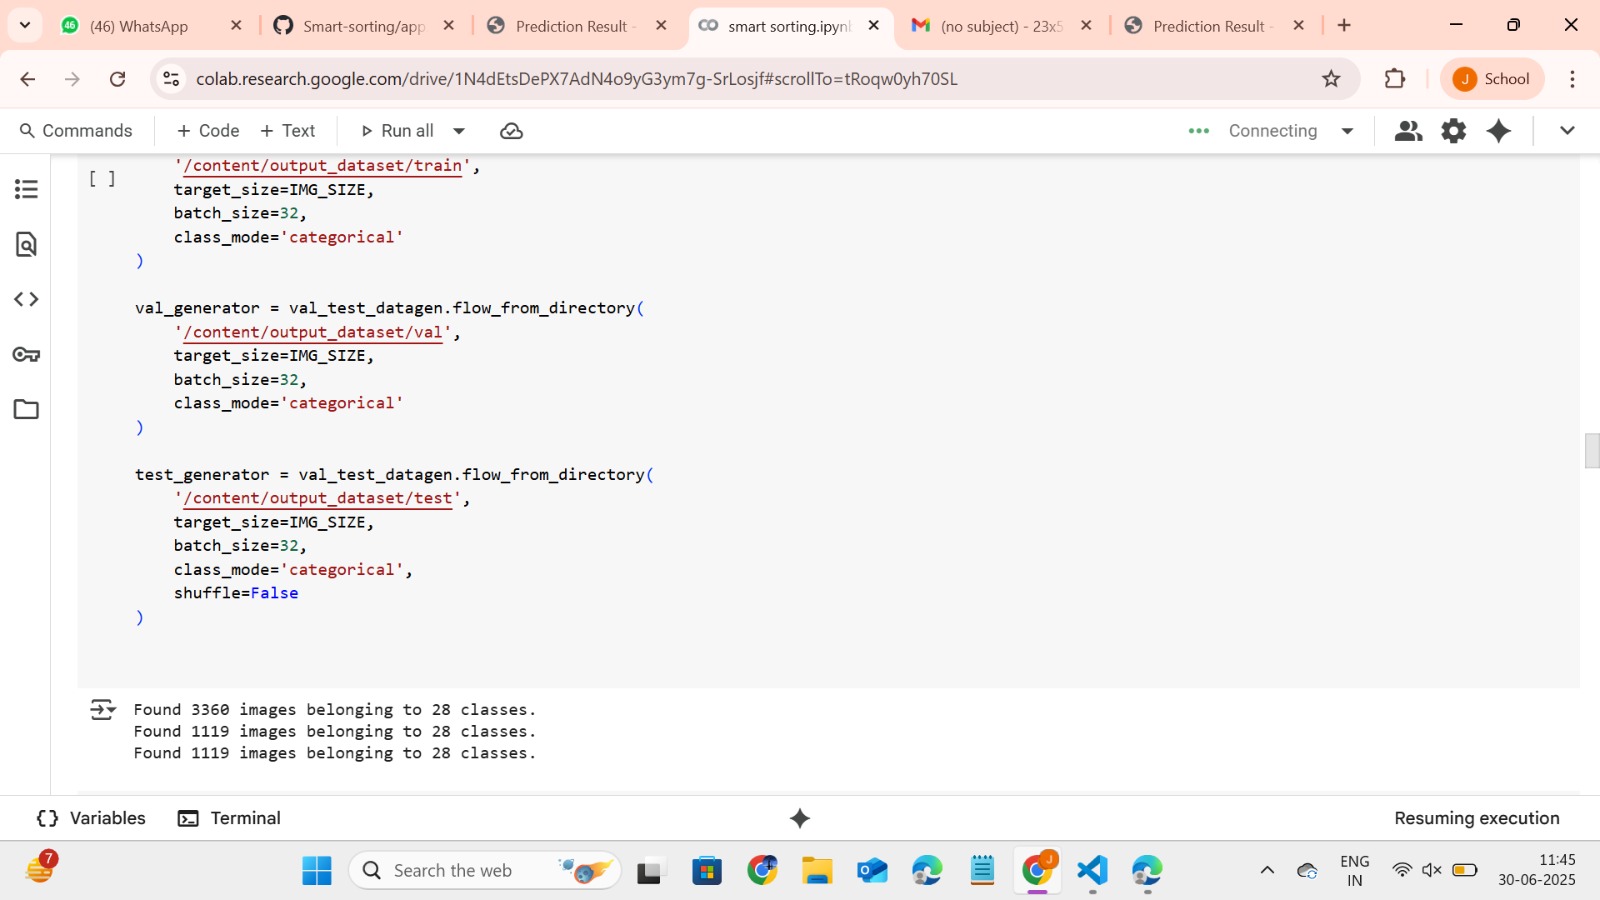 (46) WhatsApp
Smart-sorting/app
Prediction Result -
smart sorting.ipyn
(no subject) - 23x5
Prediction Result -
colab.research.google.com/drive/1N4dEtsDePX7AdN4o9yG3ym7g-SrLosjf#scrollTo=tRoqw0yh70SL
J School
Commands + Code + Text Run all Connecting
[ ] '/content/output_dataset/train',
target_size=IMG_SIZE,
batch_size=32,
class_mode='categorical'
)
val_generator = val_test_datagen.flow_from_directory(
'/content/output_dataset/val',
target_size=IMG_SIZE,
batch_size=32,
class_mode='categorical'
)
test_generator = val_test_datagen.flow_from_directory(
'/content/output_dataset/test',
target_size=IMG_SIZE,
batch_size=32,
class_mode='categorical',
shuffle=False
)
Found 3360 images belonging to 28 classes.
Found 1119 images belonging to 28 classes.
Found 1119 images belonging to 28 classes.
{} Variables Terminal Resuming execution
7
Search the web
J
ENG
IN
11:45
30-06-2025